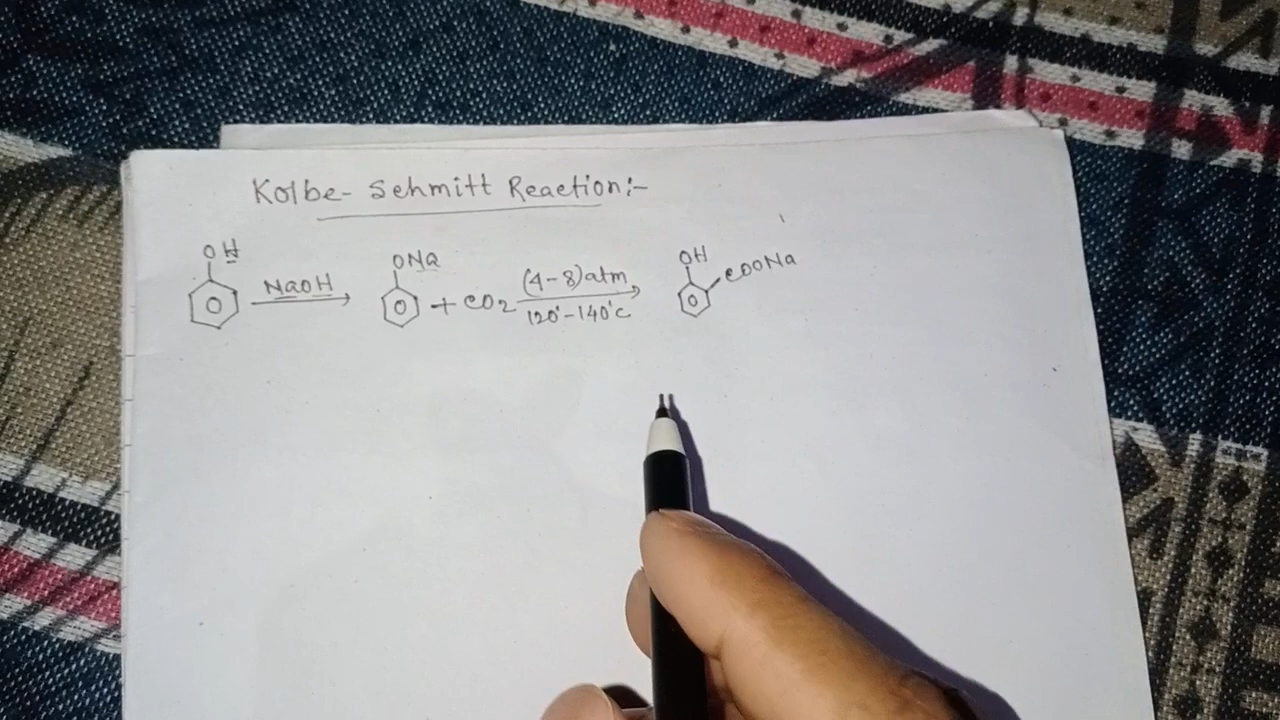 Kolbe- Schmitt Reaction:-
OH NaOH ONa + CO2 (4-8)atm 120°-140°C OH COONa